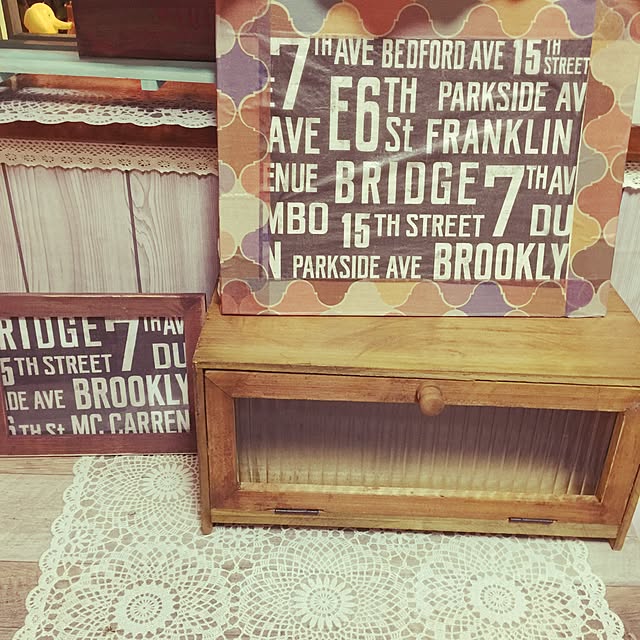 7TH AVE BEDFORD AVE 15TH STREET
E6TH St PARKSIDE AV
AVE FRANKLIN
ENUE BRIDGE 7TH AV
MBO 15TH STREET DU
N PARKSIDE AVE BROOKLY
RIDGE 7TH AV
5TH STREET DU
DE AVE BROOKLY
TH St MC.CARREN